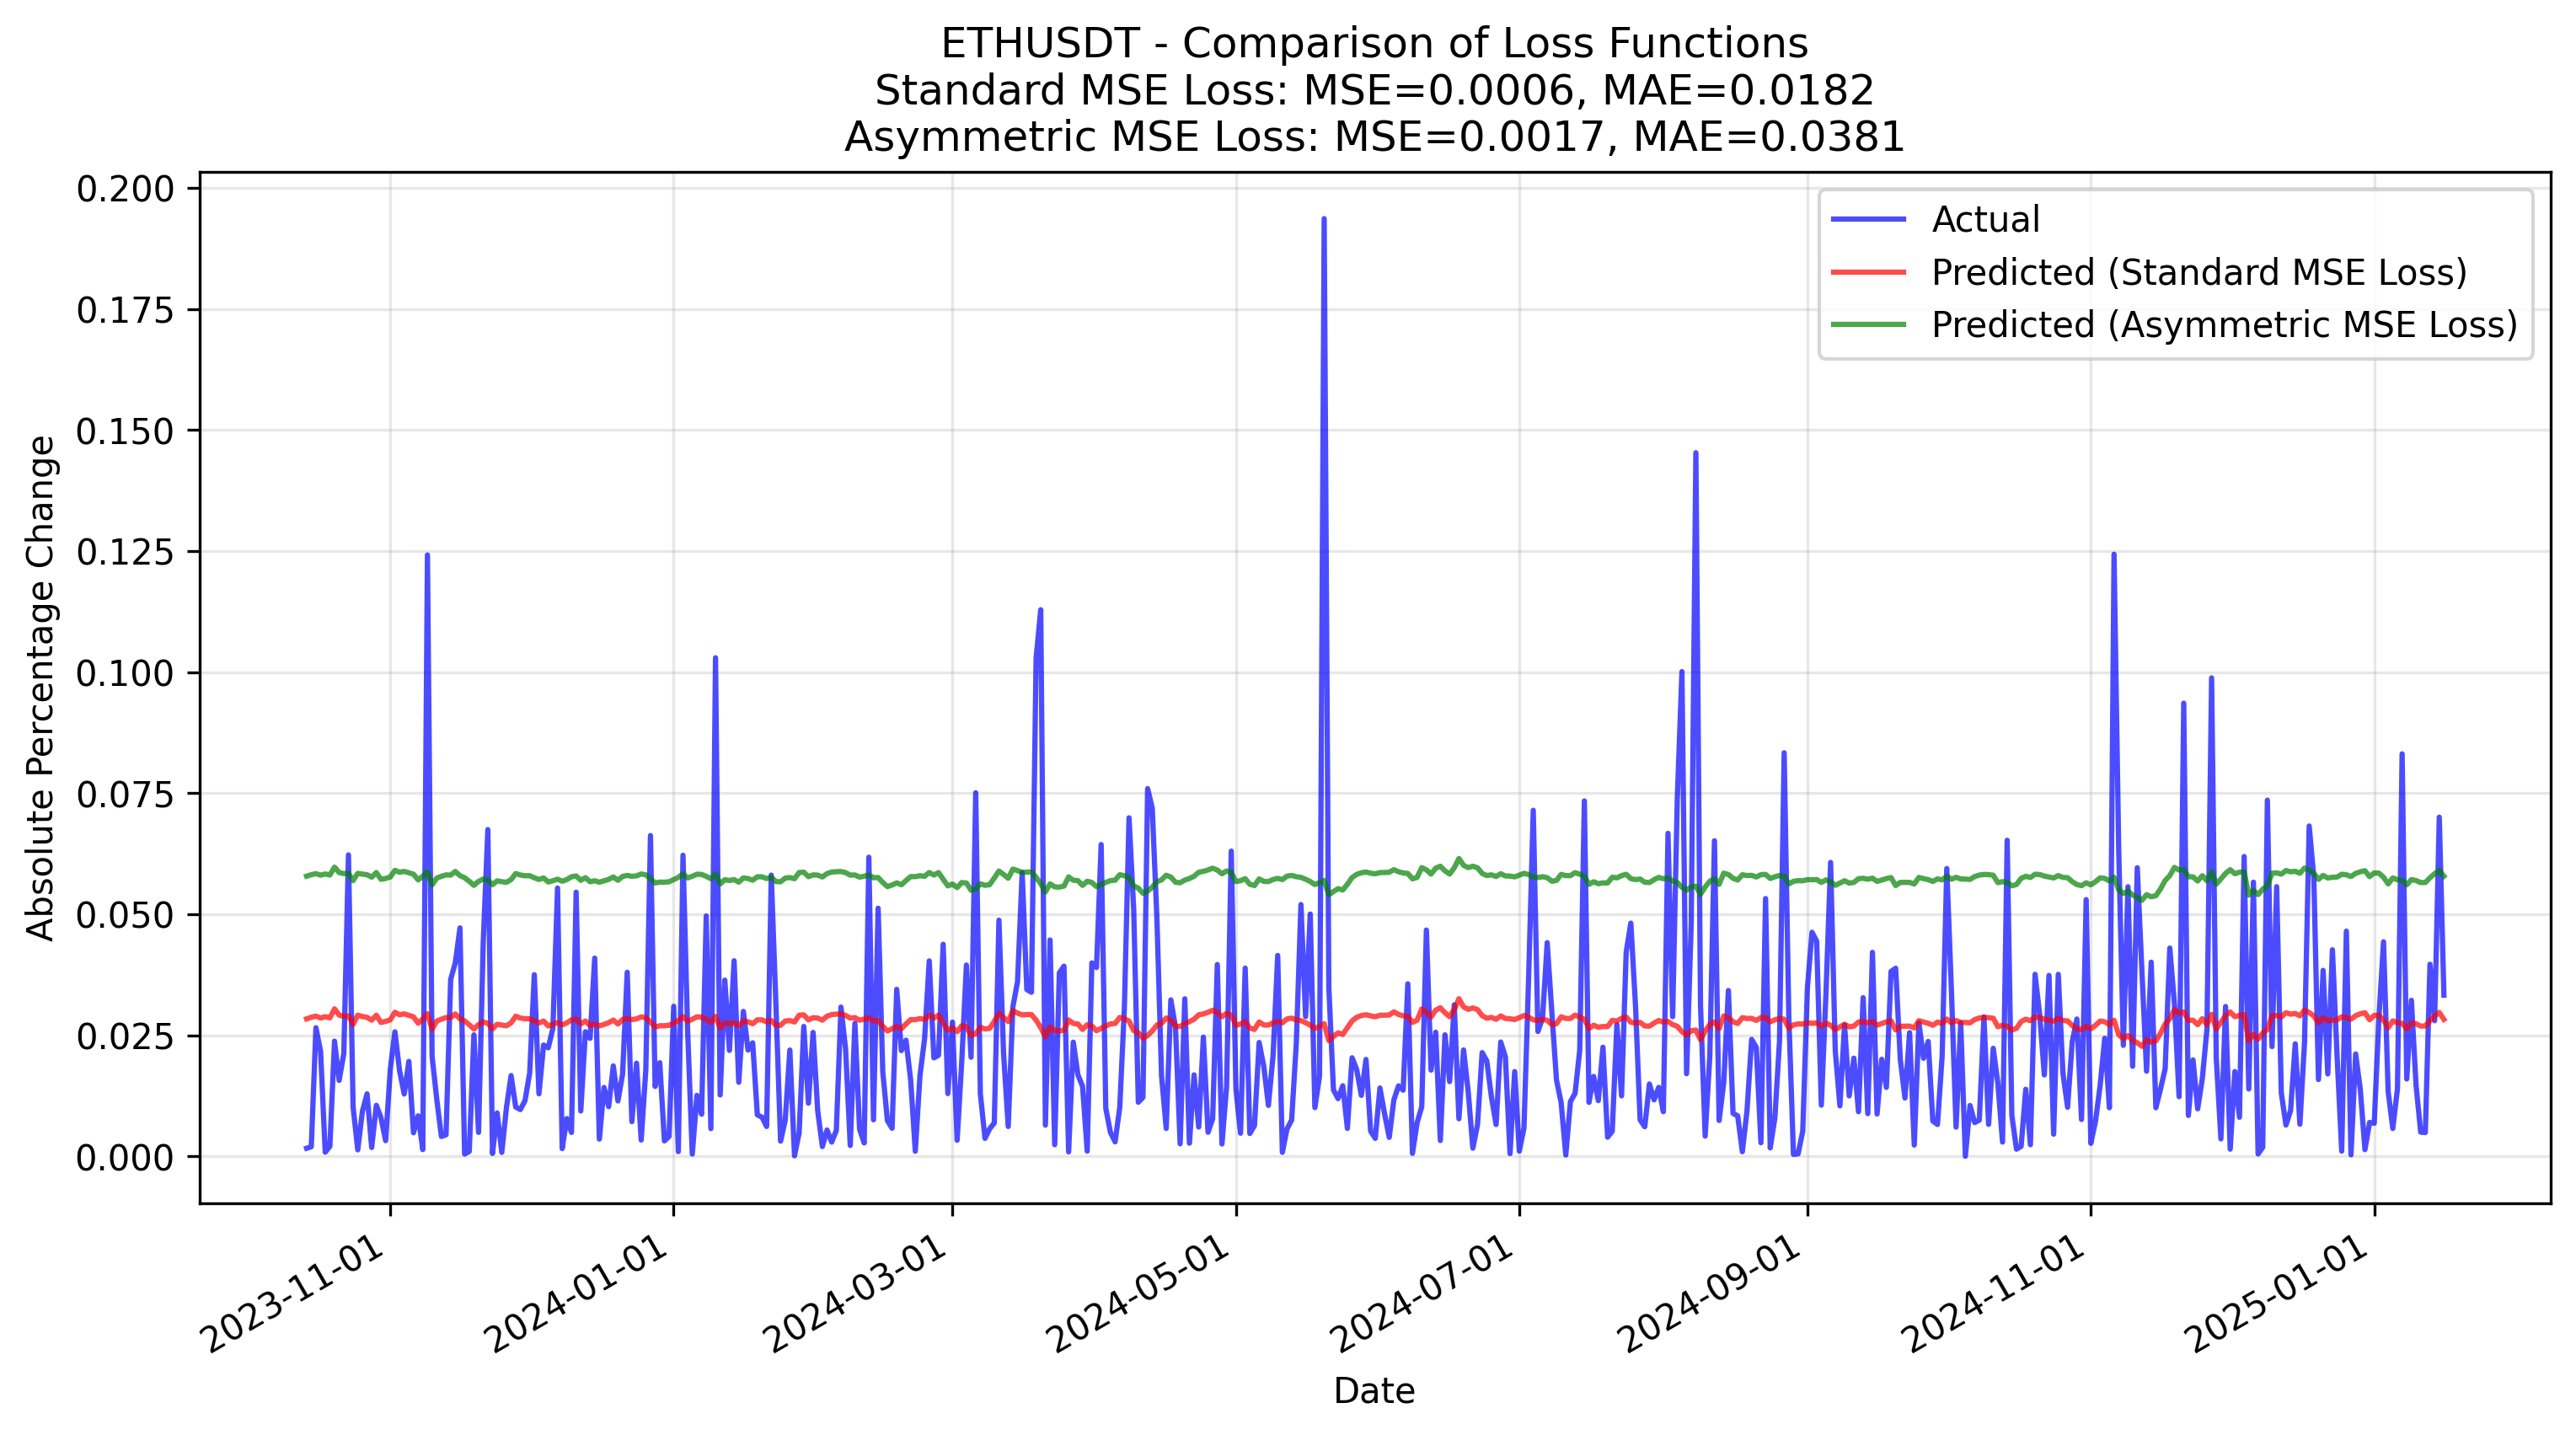 ETHUSDT - Comparison of Loss Functions
Standard MSE Loss: MSE=0.0006, MAE=0.0182
Asymmetric MSE Loss: MSE=0.0017, MAE=0.0381
Actual
Predicted (Standard MSE Loss)
Predicted (Asymmetric MSE Loss)
Absolute Percentage Change
0.200
0.175
0.150
0.125
0.100
0.075
0.050
0.025
0.000
2023-11-01
2024-01-01
2024-03-01
2024-05-01
2024-07-01
2024-09-01
2024-11-01
2025-01-01
Date